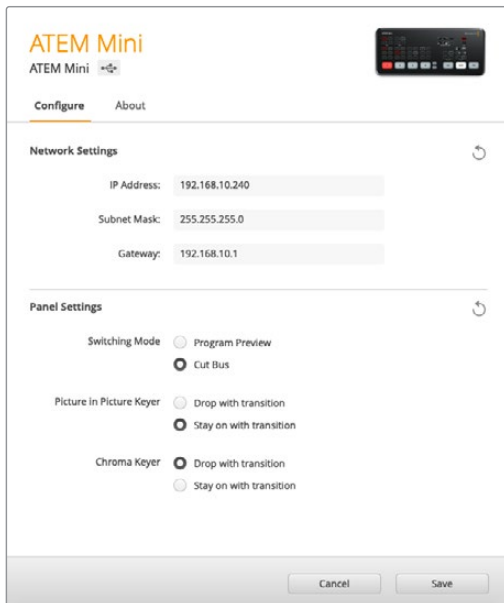 ATEM Mini
ATEM Mini
Configure About
Network Settings
IP Address: 192.168.10.240
Subnet Mask: 255.255.255.0
Gateway: 192.168.10.1
Panel Settings
Switching Mode Program Preview
Cut Bus
Picture in Picture Keyer Drop with transition
Stay on with transition
Chroma Keyer Drop with transition
Stay on with transition
Cancel Save